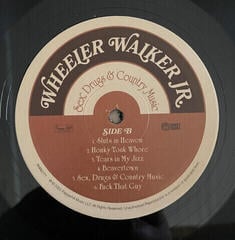 WHEELER WALKER JR.
Sex, Drugs & Country Music
SIDE B
1. Sluts in Heaven
2. Honky Tonk Whore
3. Tears in My Jizz
4. Beavertown
5. Sex, Drugs & Country Music
6. Fuck That Guy